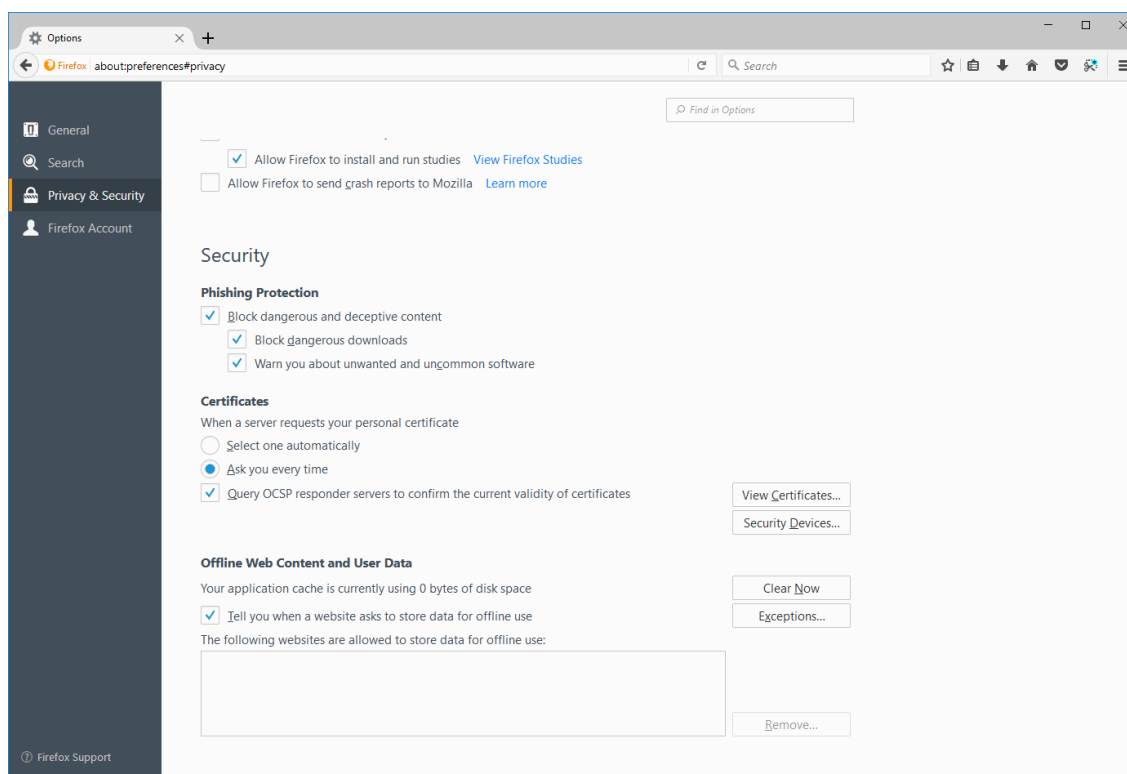 Options
Firefox about:preferences#privacy
Search
Find in Options
General
Search
Privacy & Security
Firefox Account
Allow Firefox to install and run studies View Firefox Studies
Allow Firefox to send crash reports to Mozilla Learn more
Security
Phishing Protection
Block dangerous and deceptive content
Block dangerous downloads
Warn you about unwanted and uncommon software
Certificates
When a server requests your personal certificate
Select one automatically
Ask you every time
Query OCSP responder servers to confirm the current validity of certificates
View Certificates...
Security Devices...
Offline Web Content and User Data
Your application cache is currently using 0 bytes of disk space
Clear Now
Tell you when a website asks to store data for offline use
Exceptions...
The following websites are allowed to store data for offline use:
Remove...
Firefox Support